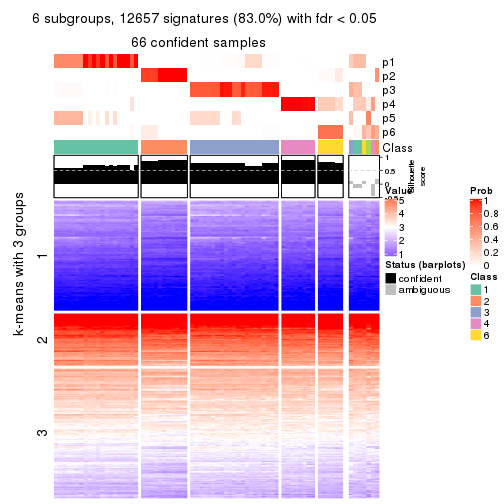 6 subgroups, 12657 signatures (83.0%) with fdr < 0.05
66 confident samples
p1
p2
p3
p4
p5
p6
Class
1
0.5
0
Silhouette
score
k-means with 3 groups
1
2
3
Value
5
4
3
2
1
Status (barplots)
confident
ambiguous
Prob
1
0.8
0.6
0.4
0.2
0
Class
1
2
3
4
6